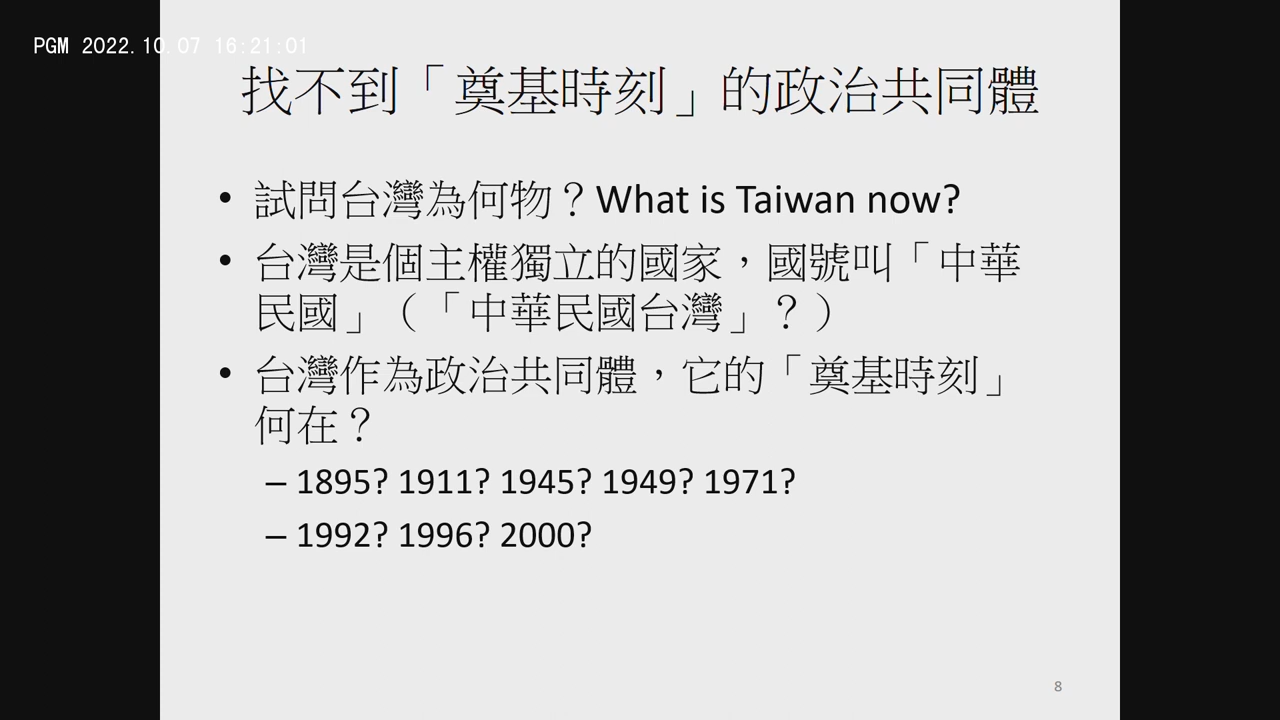 PGM 2022.10.07 16:21:01
找不到「奠基時刻」的政治共同體
• 試問台灣為何物？What is Taiwan now?
• 台灣是個主權獨立的國家，國號叫「中華
民國」（「中華民國台灣」？）
• 台灣作為政治共同體，它的「奠基時刻」
何在？
– 1895? 1911? 1945? 1949? 1971?
– 1992? 1996? 2000?
8